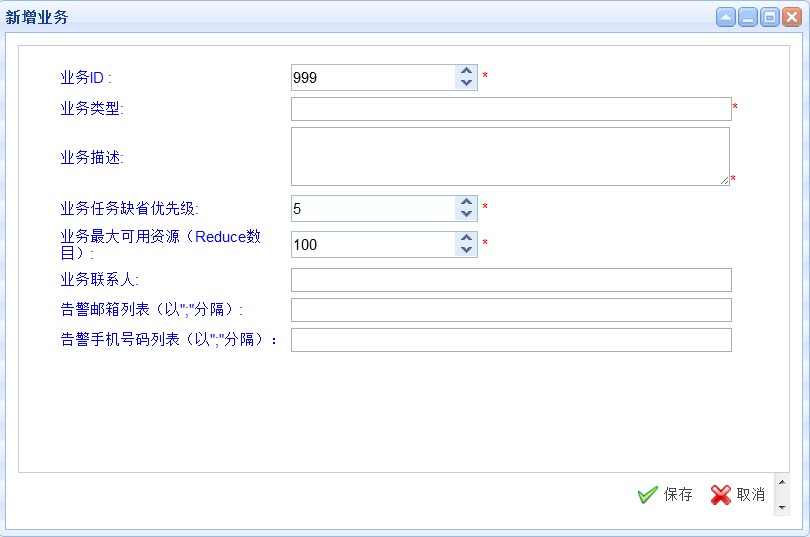 新增业务
业务ID : 999 *
业务类型: *
业务描述: *
业务任务缺省优先级: 5 *
业务最大可用资源（Reduce数
目）: 100 *
业务联系人:
告警邮箱列表（以";"分隔）:
告警手机号码列表（以";"分隔）:
保存 取消